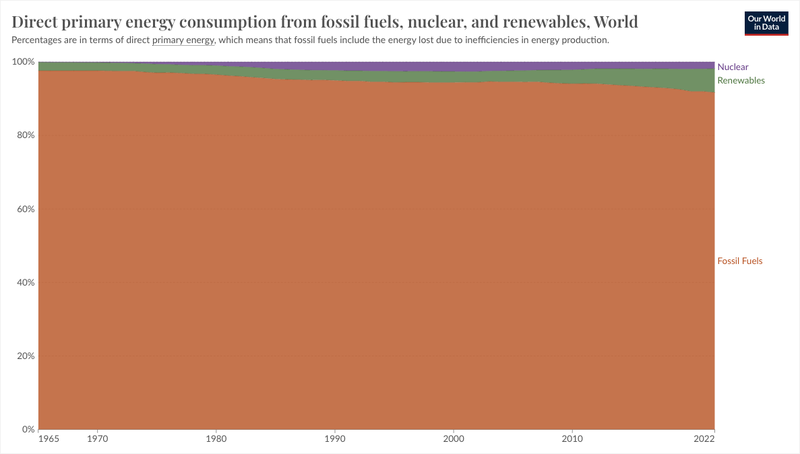 Direct primary energy consumption from fossil fuels, nuclear, and renewables, World
Percentages are in terms of direct primary energy, which means that fossil fuels include the energy lost due to inefficiencies in energy production.
Our World
in Data
100%
80%
60%
40%
20%
0%
Nuclear
Renewables
Fossil Fuels
1965 1970 1980 1990 2000 2010 2022